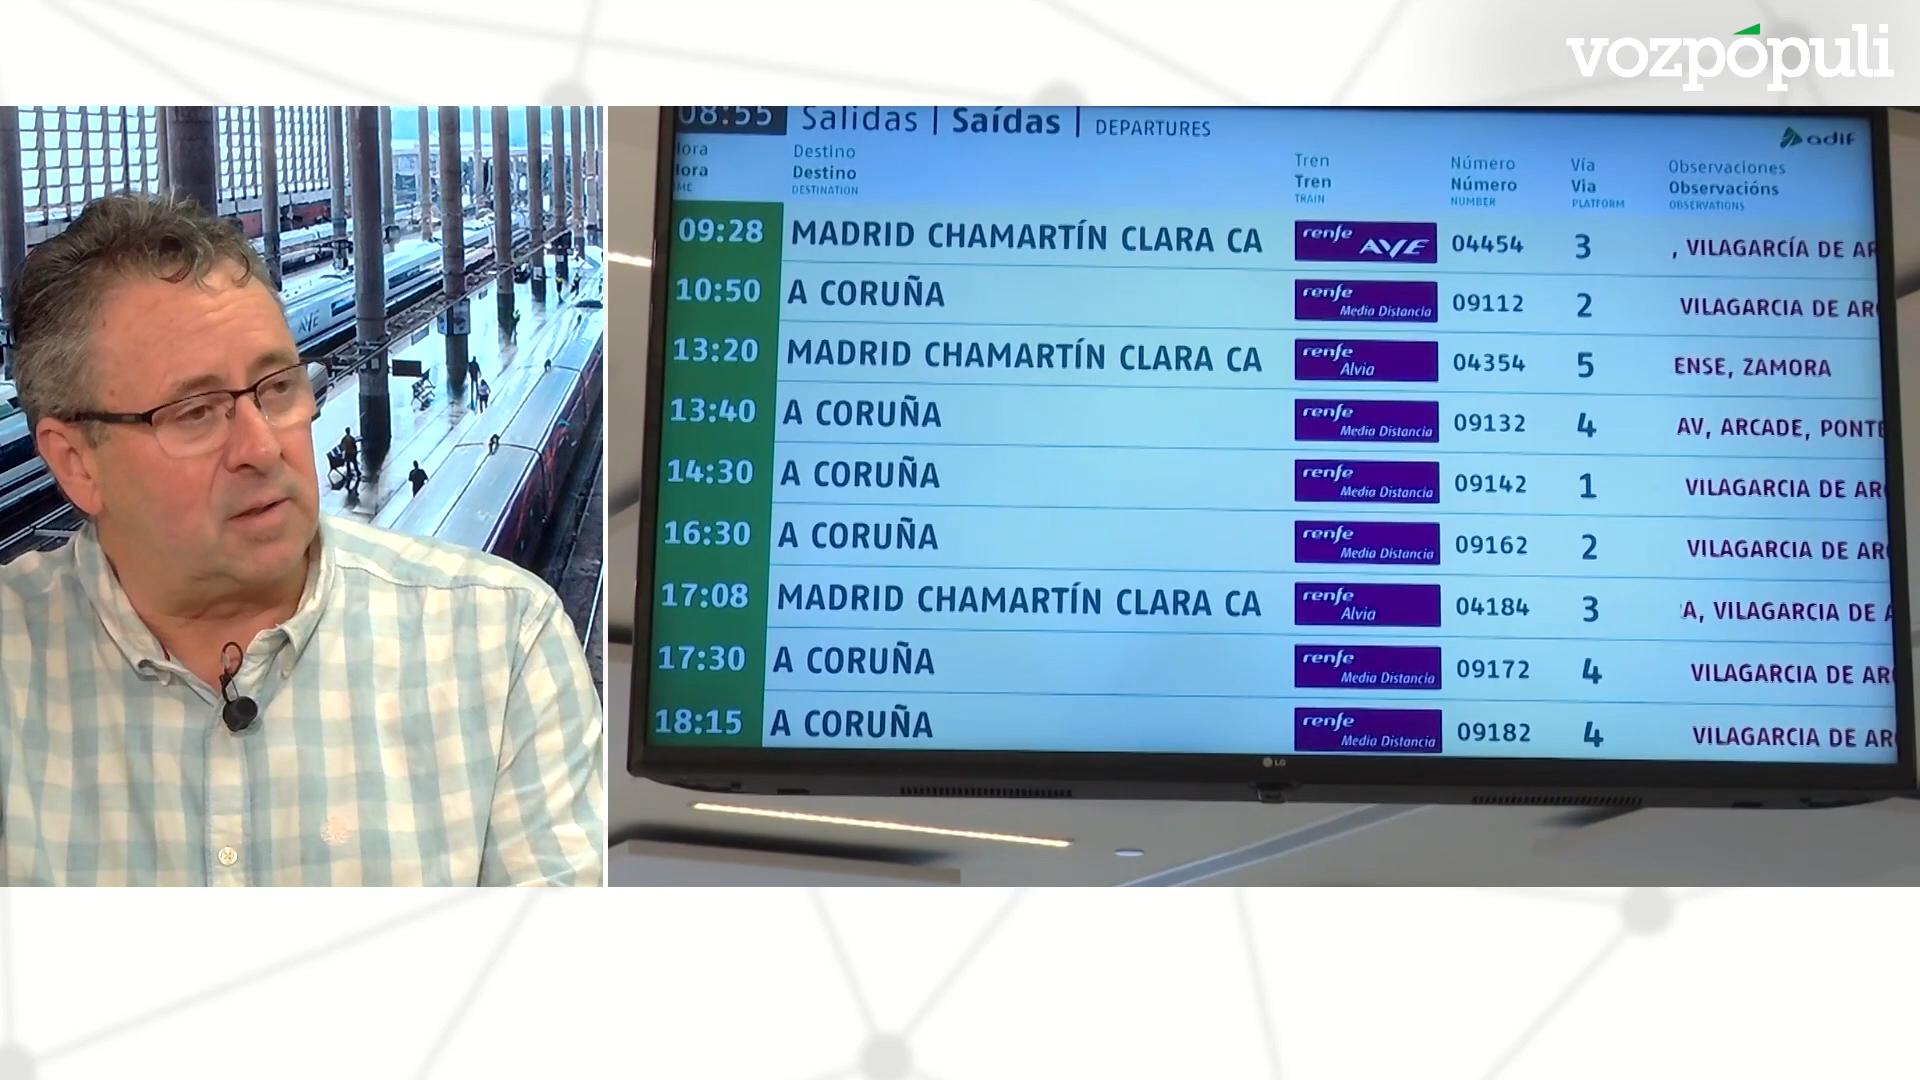 vozpópuli
08:55 Salidas | Saídas | DEPARTURES
adif
Destino Tren Número Vía Observaciones
Destino Tren Número Via Observacións
DESTINATION TRAIN NUMBER PLATFORM OBSERVATIONS
09:28 MADRID CHAMARTÍN CLARA CA renfe AVE 04454 3 , VILAGARCÍA DE AR
10:50 A CORUÑA renfe Media Distancia 09112 2 VILAGARCIA DE AR
13:20 MADRID CHAMARTÍN CLARA CA renfe Alvia 04354 5 ENSE, ZAMORA
13:40 A CORUÑA renfe Media Distancia 09132 4 AV, ARCADE, PONTE
14:30 A CORUÑA renfe Media Distancia 09142 1 VILAGARCIA DE AR
16:30 A CORUÑA renfe Media Distancia 09162 2 VILAGARCIA DE AR
17:08 MADRID CHAMARTÍN CLARA CA renfe Alvia 04184 3 A, VILAGARCIA DE A
17:30 A CORUÑA renfe Media Distancia 09172 4 VILAGARCIA DE AR
18:15 A CORUÑA renfe Media Distancia 09182 4 VILAGARCIA DE AR
LG
AVE